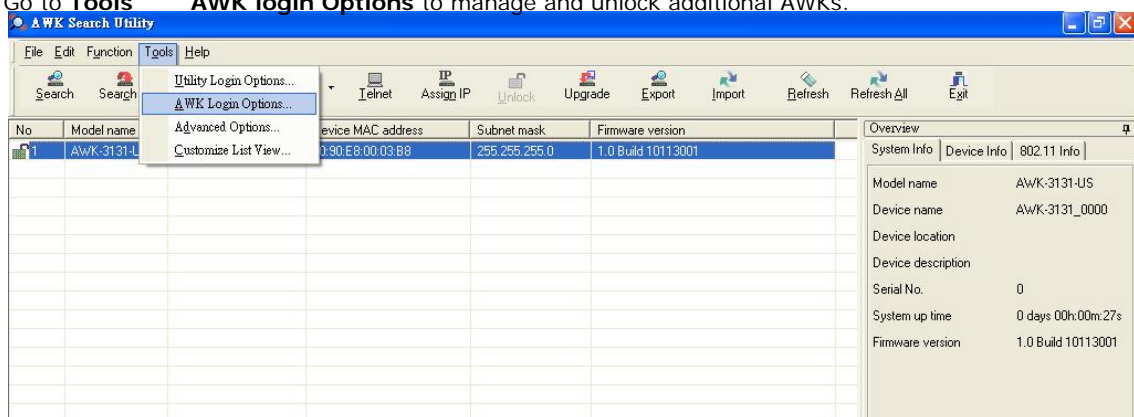 Go to Tools AWK login Options to manage and unlock additional AWKs.
AWK Search Utility
File Edit Function Tools Help
Search Search Telnet Assign IP Unlock Upgrade Export Import Refresh Refresh All Exit
Utility Login Options...
AWK Login Options...
Advanced Options...
Customize List View...
No Model name MAC address Subnet mask Firmware version
1 AWK-3131-U 0:90:E8:00:03:B8 255.255.255.0 1.0 Build 10113001
Overview
System Info Device Info 802.11 Info
Model name AWK-3131-US
Device name AWK-3131_0000
Device location
Device description
Serial No. 0
System up time 0 days 00h:00m:27s
Firmware version 1.0 Build 10113001